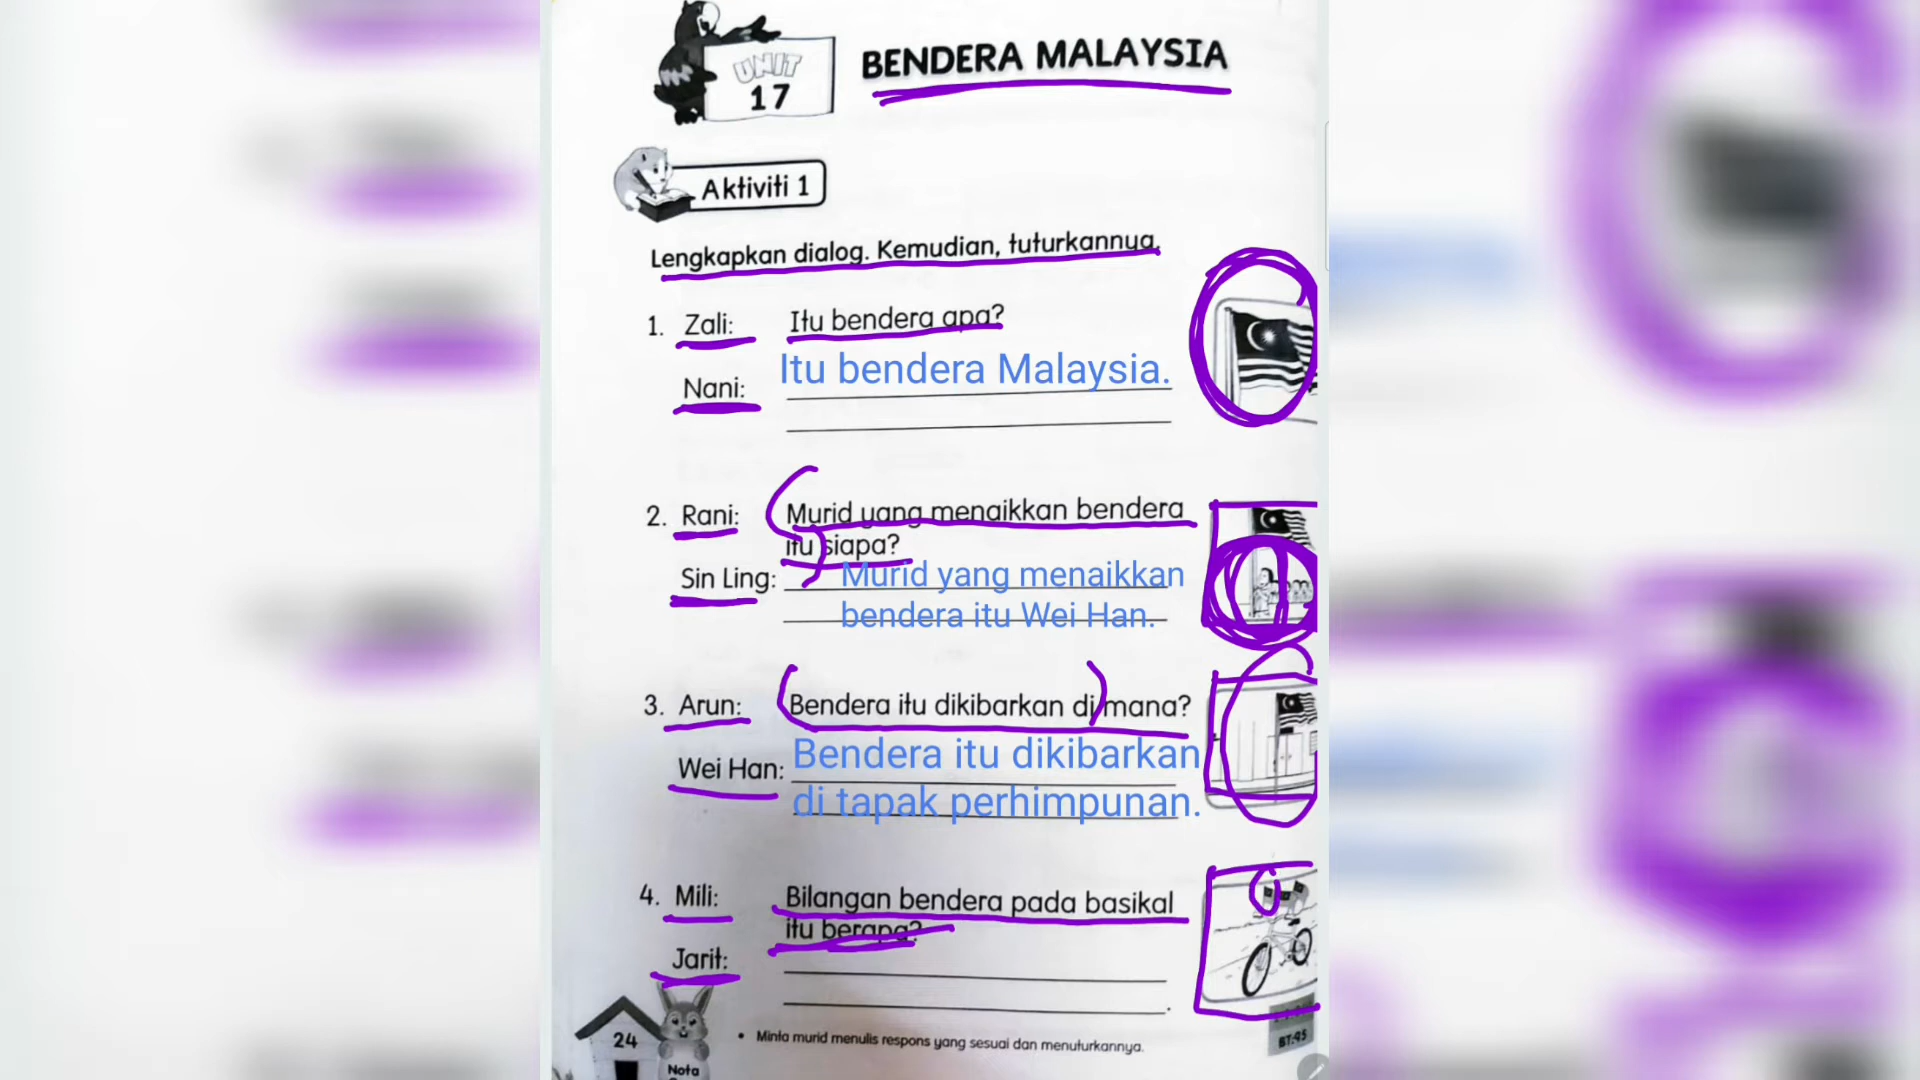 UNIT
17
BENDERA MALAYSIA
Aktiviti 1
Lengkapkan dialog. Kemudian, tuturkannya.
1. Zali: Itu bendera apa?
Nani: Itu bendera Malaysia.
2. Rani: Murid yang menaikkan bendera
itu siapa?
Sin Ling: Murid yang menaikkan
bendera itu Wei Han.
3. Arun: Bendera itu dikibarkan di mana?
Wei Han: Bendera itu dikibarkan
di tapak perhimpunan.
4. Mili: Bilangan bendera pada basikal
itu berapa?
Jarit:
24
Nota
• Minta murid menulis respons yang sesuai dan menuturkannya.
BT:95